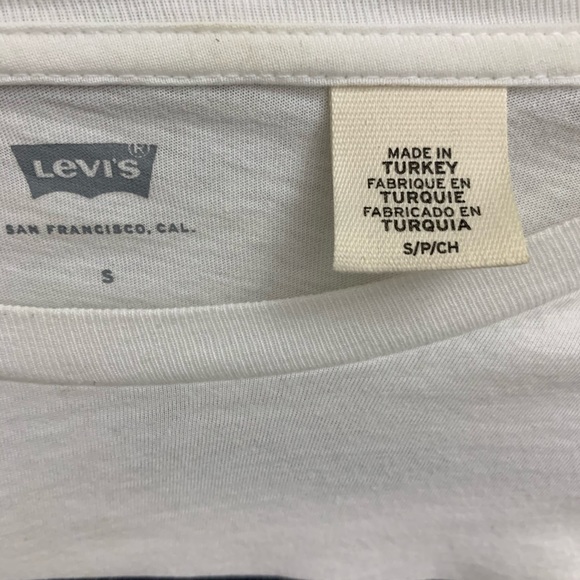 LEVI'S®
SAN FRANCISCO, CAL.
S
MADE IN
TURKEY
FABRIQUE EN
TURQUIE
FABRICADO EN
TURQUIA
S/P/CH